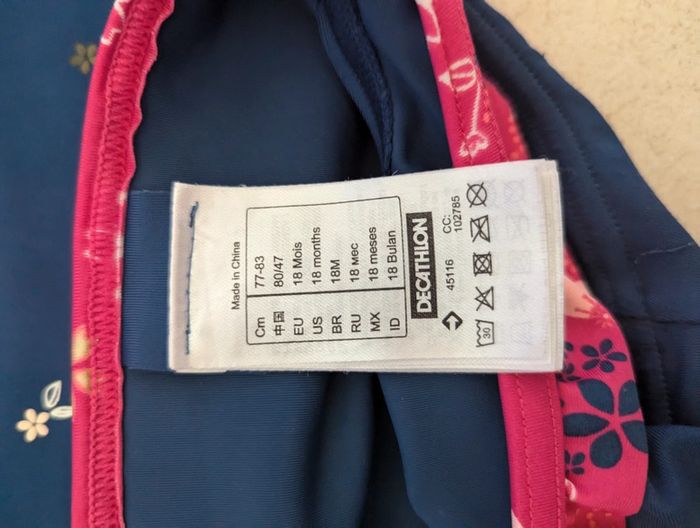 Made in China
Cm 77-83
中国 80/47
EU 18 Mois
US 18 months
BR 18M
RU 18 мес
MX 18 meses
ID 18 Bulan
DECATHLON
45116 CC:
102785
30